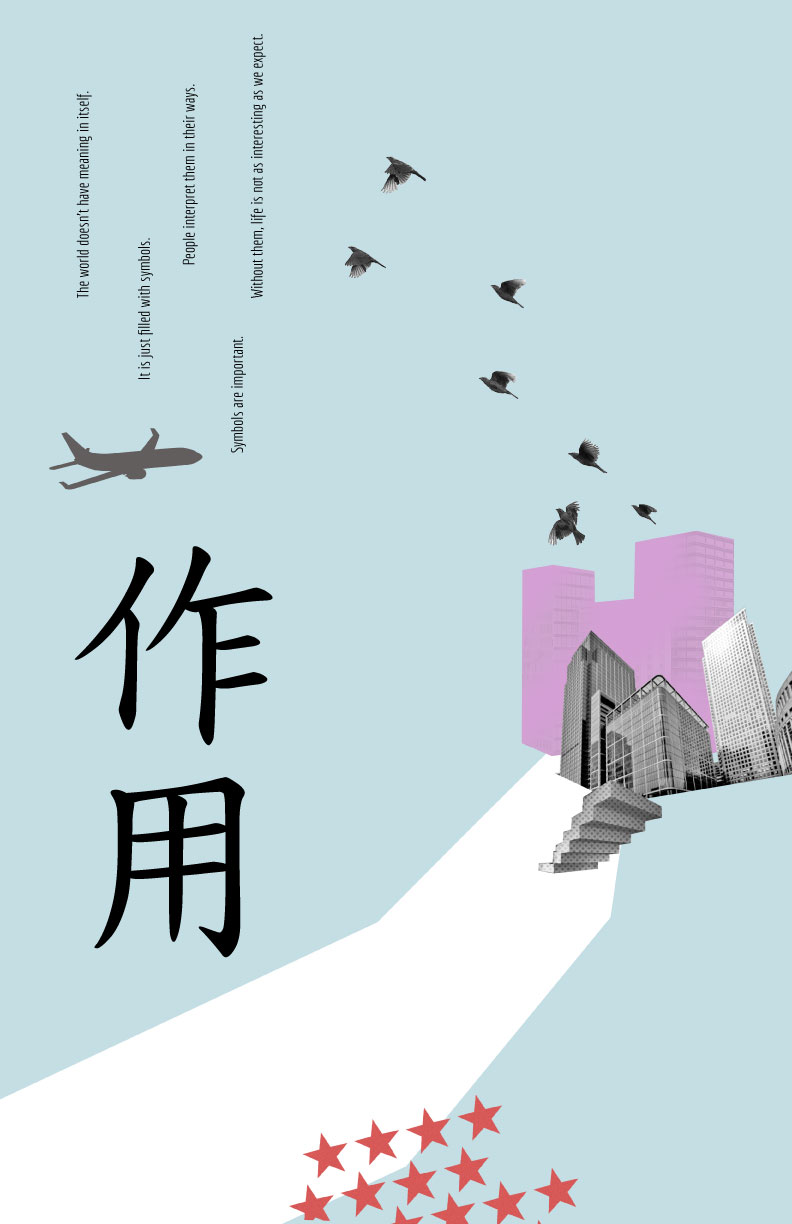 The world doesn't have meaning in itself.
It is just filled with symbols.
People interpret them in their ways.
Symbols are important.
Without them, life is not as interesting as we expect.
作用